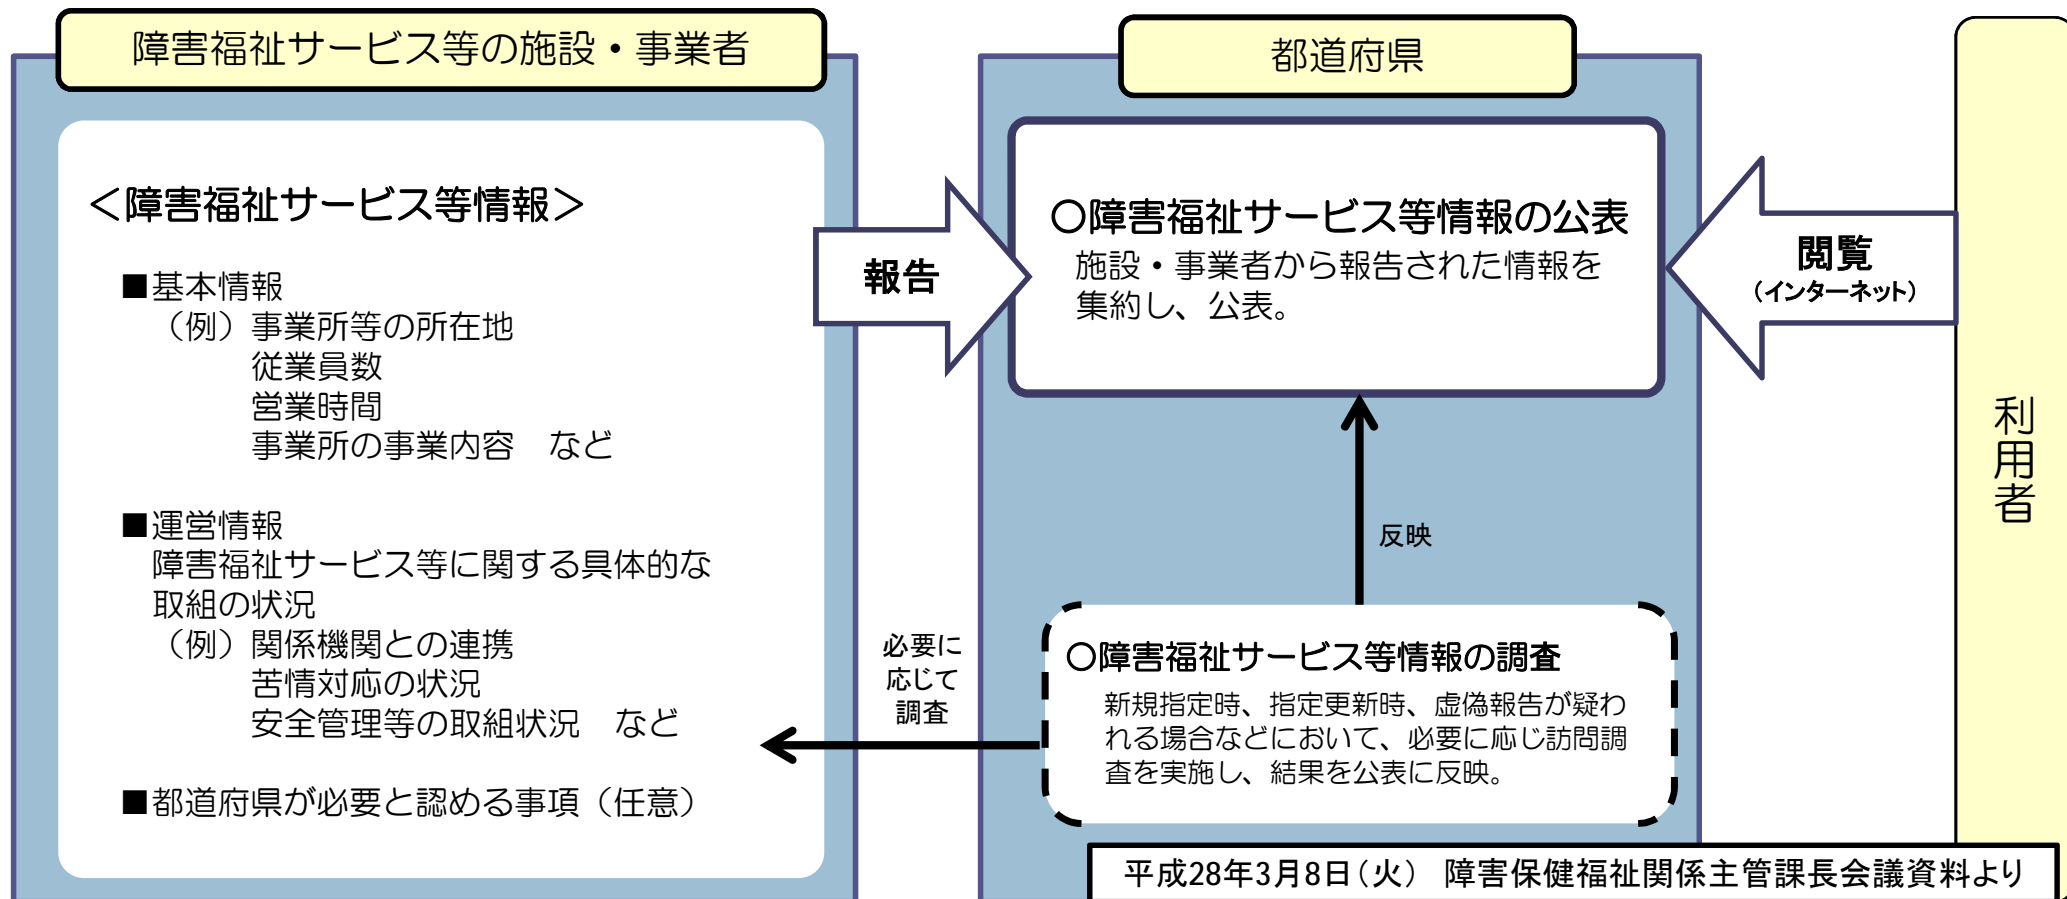 障害福祉サービス等の施設・事業者
＜障害福祉サービス等情報＞
■基本情報
（例）事業所等の所在地
従業員数
営業時間
事業所の事業内容　など
■運営情報
障害福祉サービス等に関する具体的な
取組の状況
（例）関係機関との連携
苦情対応の状況
安全管理等の取組状況　など
■都道府県が必要と認める事項（任意）
報告
必要に
応じて
調査
都道府県
○障害福祉サービス等情報の公表
施設・事業者から報告された情報を
集約し、公表。
反映
○障害福祉サービス等情報の調査
新規指定時、指定更新時、虚偽報告が疑わ
れる場合などにおいて、必要に応じ訪問調
査を実施し、結果を公表に反映。
閲覧
（インターネット）
利用者
平成28年3月8日（火）　障害保健福祉関係主管課長会議資料より